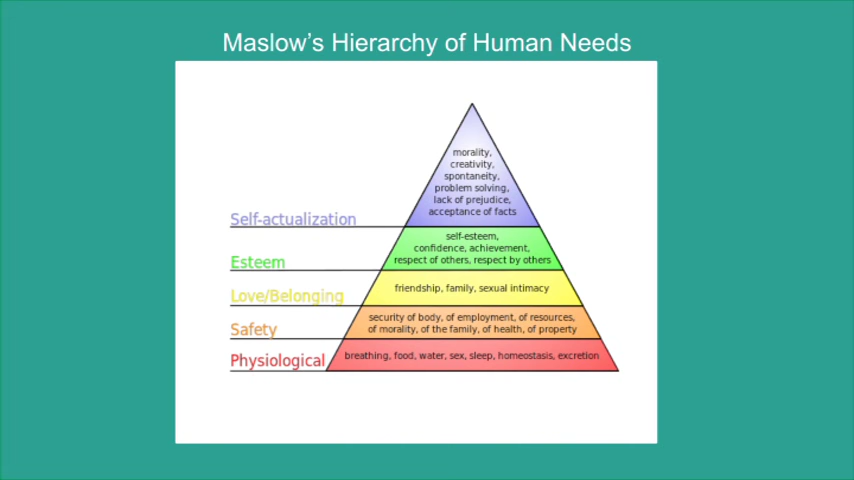 Maslow's Hierarchy of Human Needs
morality,
creativity,
spontaneity,
problem solving,
lack of prejudice,
acceptance of facts
Self-actualization
self-esteem,
confidence, achievement,
respect of others, respect by others
Esteem
friendship, family, sexual intimacy
Love/Belonging
security of body, of employment, of resources,
of morality, of the family, of health, of property
Safety
breathing, food, water, sex, sleep, homeostasis, excretion
Physiological